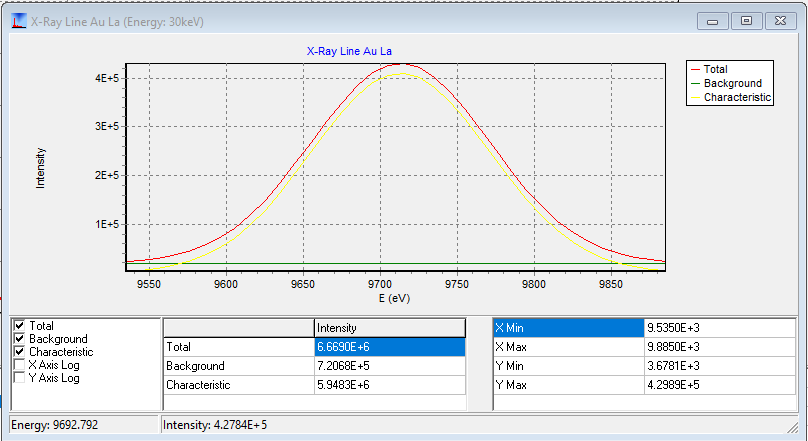 X-Ray Line Au La (Energy: 30keV)
X-Ray Line Au La
Total
Background
Characteristic
4E+5
3E+5
2E+5
1E+5
Intensity
9550 9600 9650 9700 9750 9800 9850
E (eV)
Total
Background
Characteristic
X Axis Log
Y Axis Log
Intensity
Total 6.6690E+6
Background 7.2068E+5
Characteristic 5.9483E+6
X Min 9.5350E+3
X Max 9.8850E+3
Y Min 3.6781E+3
Y Max 4.2989E+5
Energy: 9692.792 Intensity: 4.2784E+5